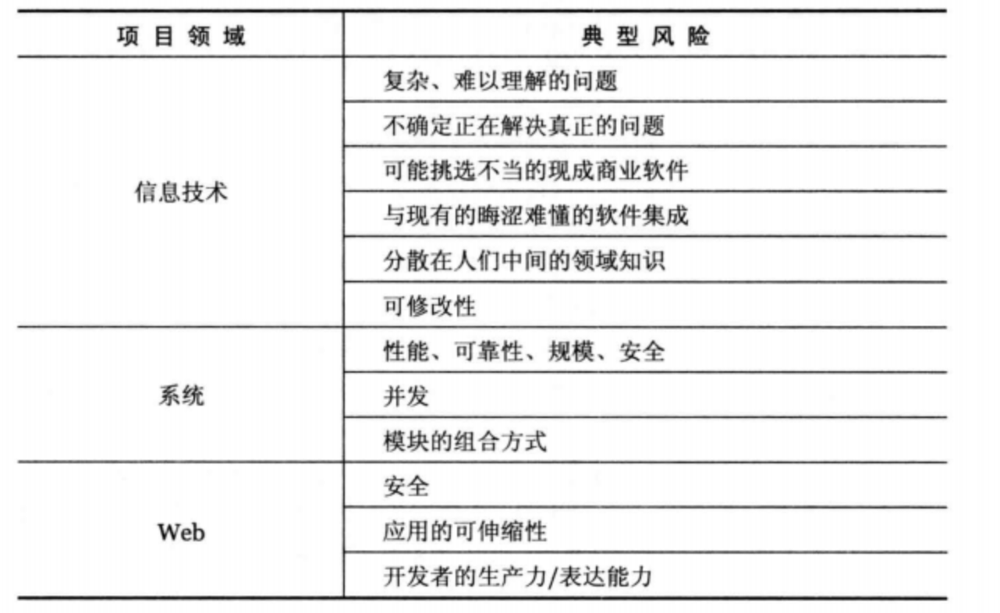 项目领域 典型风险
复杂、难以理解的问题
不确定正在解决真正的问题
可能挑选不当的现成商业软件
信息技术
与现有的晦涩难懂的软件集成
分散在人们中间的领域知识
可修改性
性能、可靠性、规模、安全
系统 并发
模块的组合方式
安全
Web 应用的可伸缩性
开发者的生产力/表达能力